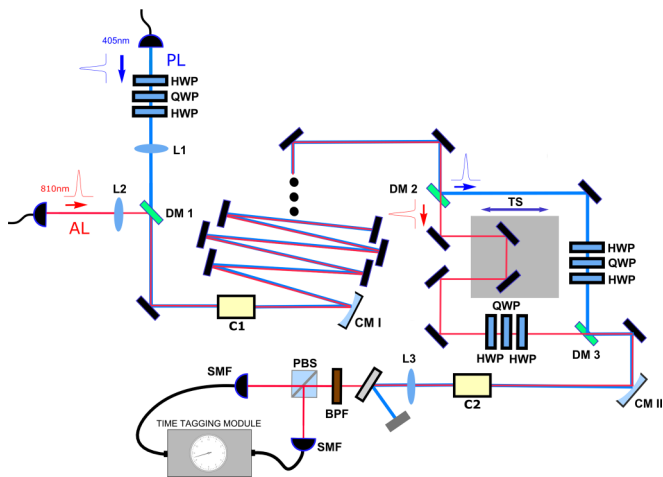 405nm
PL
HWP
QWP
HWP
L1
810nm
L2
AL
DM 1
DM 2
TS
HWP
QWP
HWP
C1
CM I
QWP
HWP
HWP
DM 3
SMF
PBS
L3
BPF
C2
CM II
TIME TAGGING MODULE
SMF